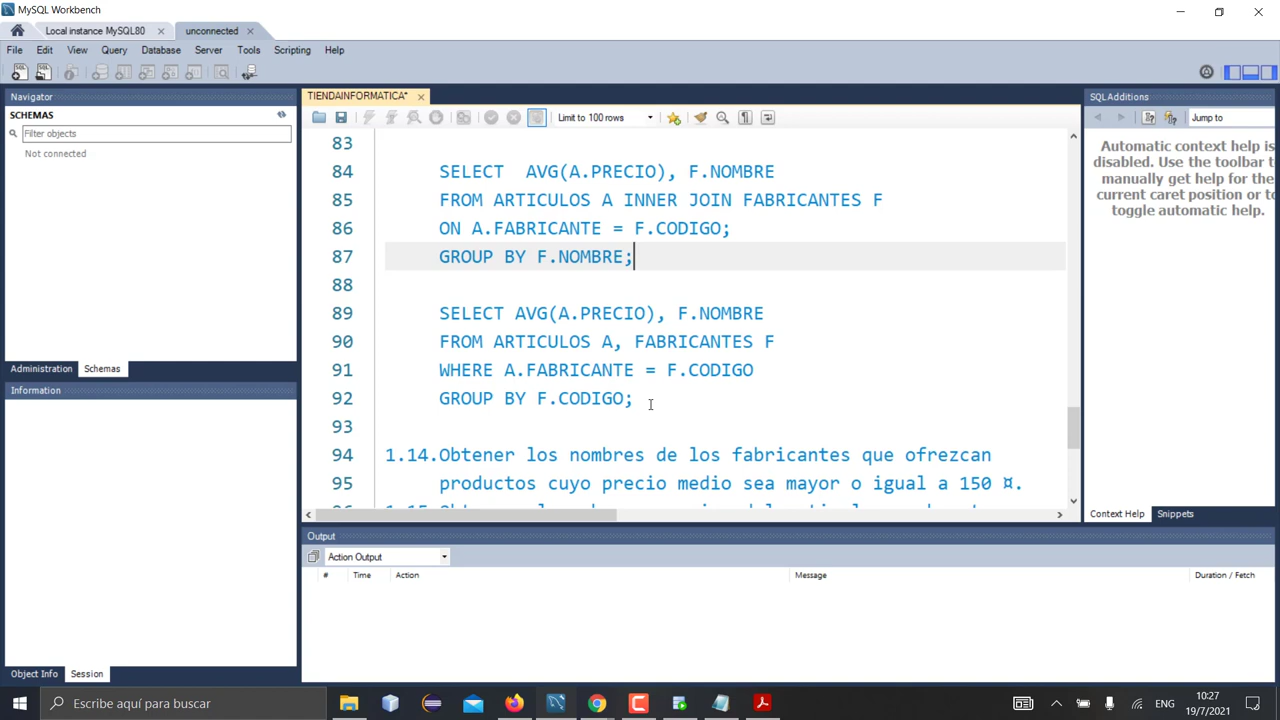 MySQL Workbench
Local instance MySQL80 ×
unconnected ×
File Edit View Query Database Server Tools Scripting Help
Navigator
SCHEMAS
Filter objects
Not connected
Administration Schemas
Information
Object Info Session
TIENDAINFORMATICA* ×
Limit to 100 rows
83
84 SELECT  AVG(A.PRECIO), F.NOMBRE
85 FROM ARTICULOS A INNER JOIN FABRICANTES F
86 ON A.FABRICANTE = F.CODIGO;
87 GROUP BY F.NOMBRE;
88
89 SELECT AVG(A.PRECIO), F.NOMBRE
90 FROM ARTICULOS A, FABRICANTES F
91 WHERE A.FABRICANTE = F.CODIGO
92 GROUP BY F.CODIGO;
93
94 1.14.Obtener los nombres de los fabricantes que ofrezcan
95 productos cuyo precio medio sea mayor o igual a 150 ¤.
Output
Action Output
# Time Action Message Duration / Fetch
SQLAdditions
Jump to
Automatic context help is
disabled. Use the toolbar t
manually get help for the
current caret position or to
toggle automatic help.
Context Help Snippets
Escribe aquí para buscar
ENG
10:27
19/7/2021